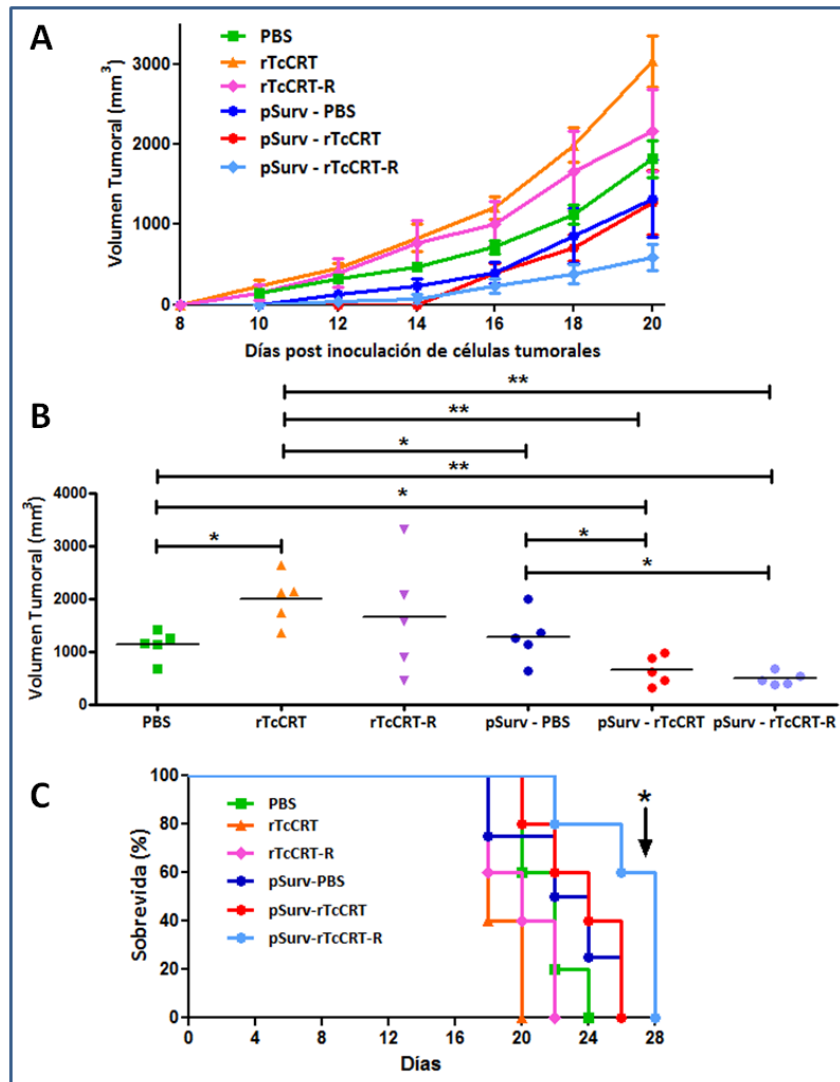 A
PBS
rTcCRT
rTcCRT-R
pSurv - PBS
pSurv - rTcCRT
pSurv - rTcCRT-R
Volumen Tumoral (mm³)
3000
2000
1000
0
8 10 12 14 16 18 20
Días post inoculación de células tumorales
B
**
**
*
**
*
*
*
*
Volumen Tumoral (mm³)
4000
3000
2000
1000
0
PBS rTcCRT rTcCRT-R pSurv - PBS pSurv - rTcCRT pSurv - rTcCRT-R
C
PBS
rTcCRT
rTcCRT-R
pSurv-PBS
pSurv-rTcCRT
pSurv-rTcCRT-R
*
Sobrevida (%)
100
80
60
40
20
0
0 4 8 12 16 20 24 28
Días